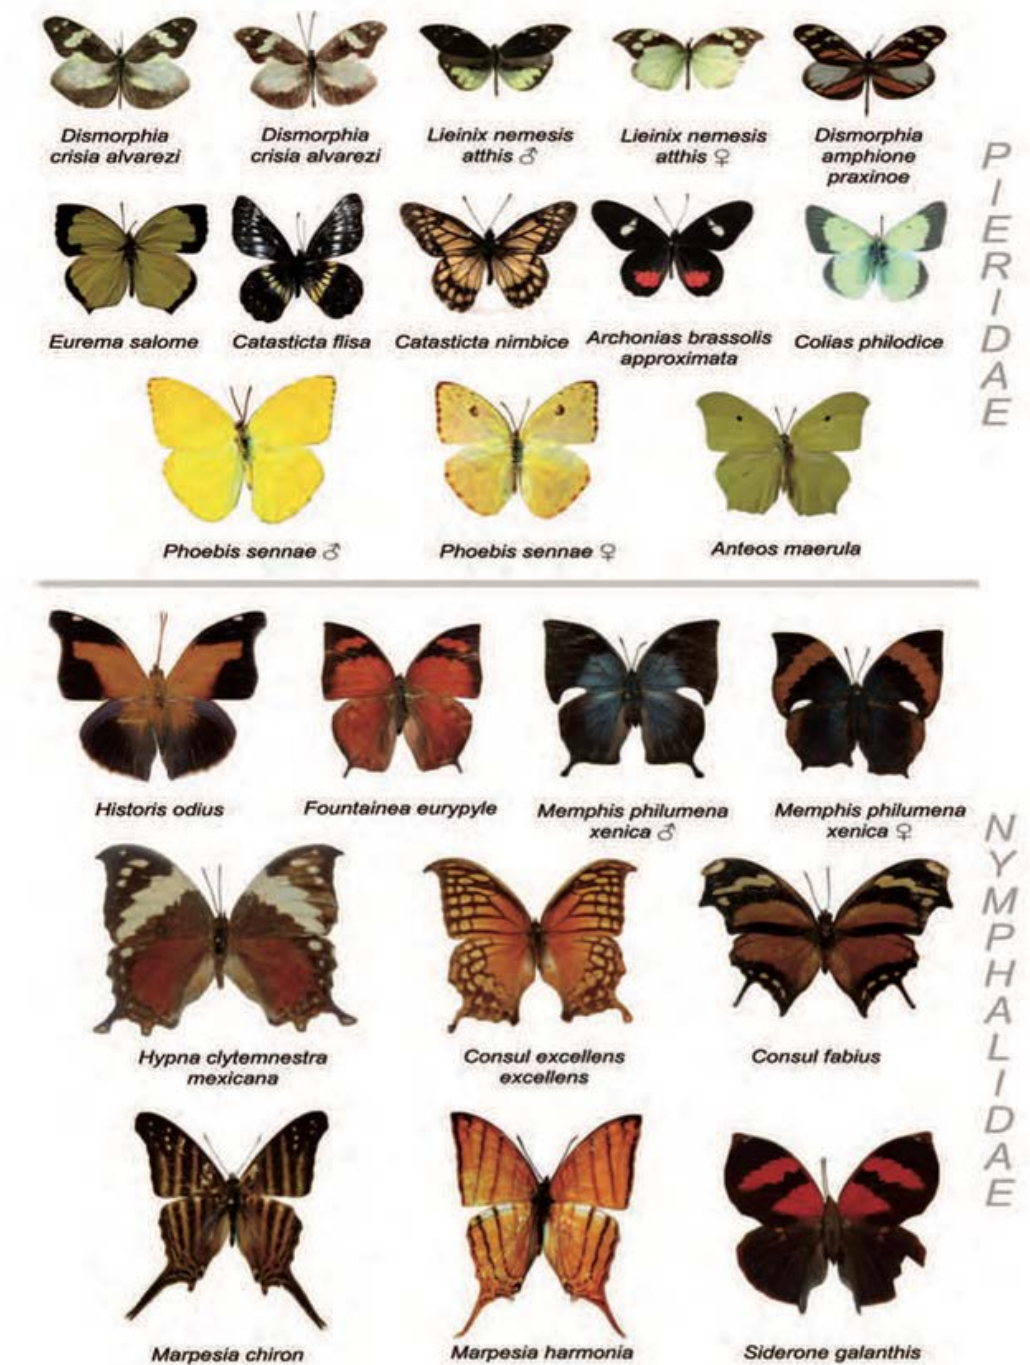 Dismorphia
crisia alvarezi
Dismorphia
crisia alvarezi
Lieinix nemesis
atthis ♂
Lieinix nemesis
atthis ♀
Dismorphia
amphione
praxinoe
Eurema salome
Catasticta flisa
Catasticta nimbice
Archonias brassolis
approximata
Colias philodice
Phoebis sennae ♂
Phoebis sennae ♀
Anteos maerula
PIERIDAE
Historis odius
Fountainea eurypyle
Memphis philumena
xenica ♂
Memphis philumena
xenica ♀
Hypna clytemnestra
mexicana
Consul excellens
excellens
Consul fabius
Marpesia chiron
Marpesia harmonia
Siderone galanthis
NYMPHALIDAE